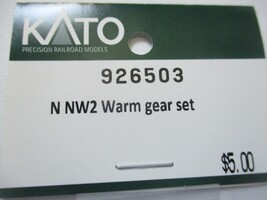 KATO
PRECISION RAILROAD MODELS
926503
N NW2 Warm gear set
$5.00